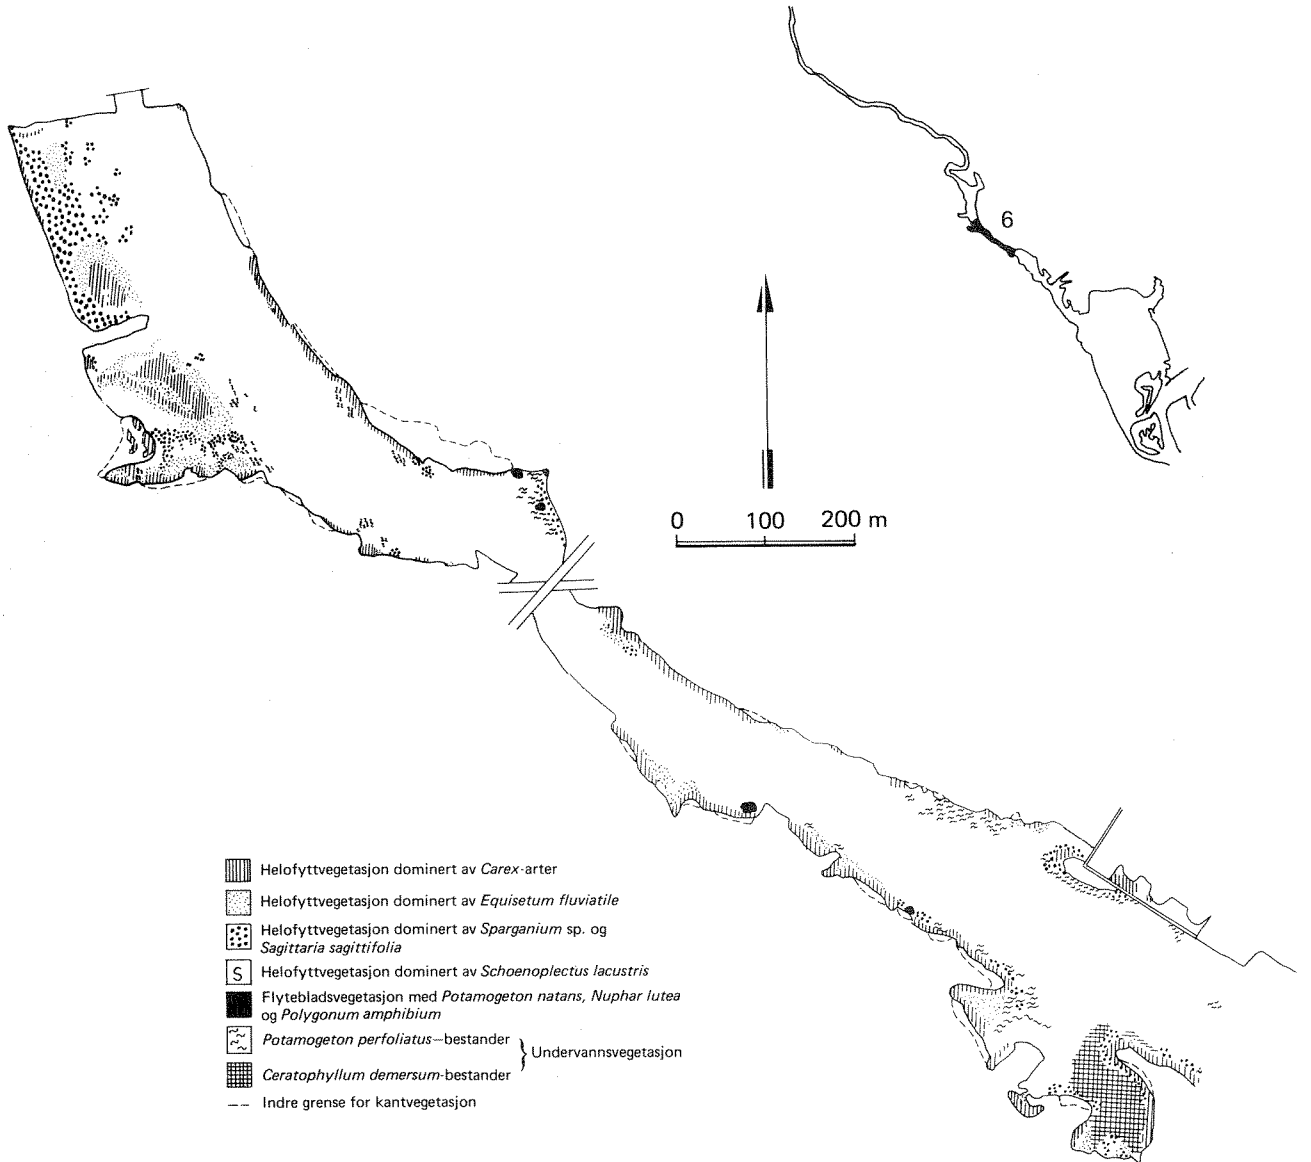 6
0 100 200 m
Helofyttvegetasjon dominert av Carex-arter
Helofyttvegetasjon dominert av Equisetum fluviatile
Helofyttvegetasjon dominert av Sparganium sp. og
Sagittaria sagittifolia
S Helofyttvegetasjon dominert av Schoenoplectus lacustris
Flytebladsvegetasjon med Potamogeton natans, Nuphar lutea
og Polygonum amphibium
Potamogeton perfoliatus—bestander
} Undervannsvegetasjon
Ceratophyllum demersum-bestander
Indre grense for kantvegetasjon